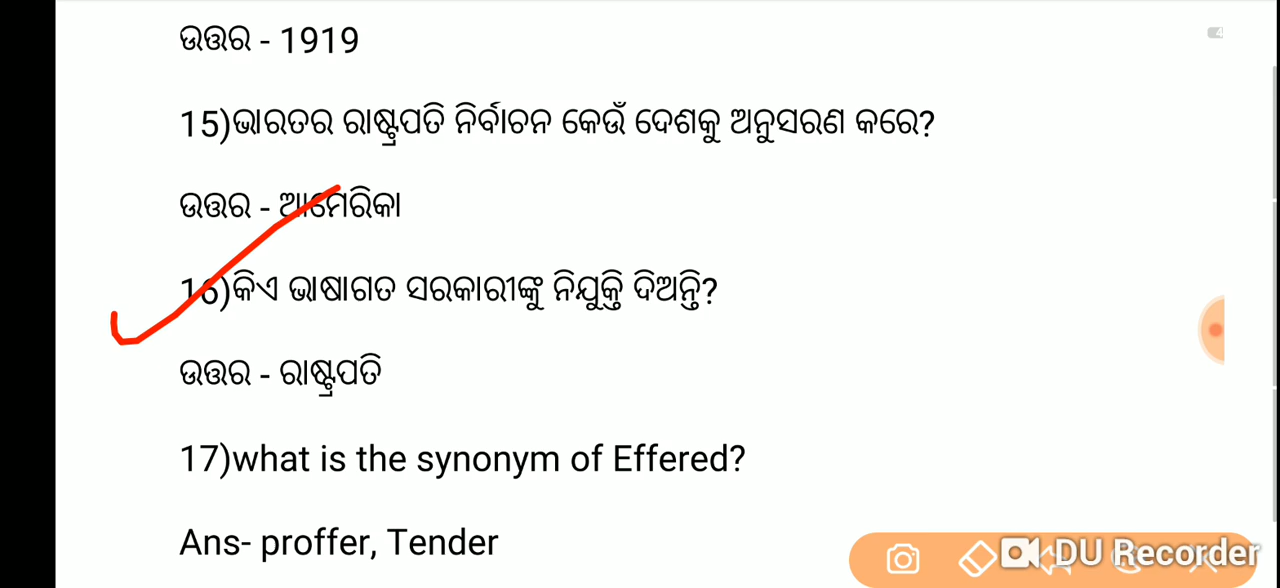 ଉତ୍ତର - 1919
15)ଭାରତର ରାଷ୍ଟ୍ରପତି ନିର୍ବାଚନ କେଉଁ ଦେଶକୁ ଅନୁସରଣ କରେ?
ଉତ୍ତର - ଆମେରିକା
16)କିଏ ଭାଷାଗତ ସରକାରୀଙ୍କୁ ନିଯୁକ୍ତି ଦିଅନ୍ତି?
ଉତ୍ତର - ରାଷ୍ଟ୍ରପତି
17)what is the synonym of Effered?
Ans- proffer, Tender
DU Recorder